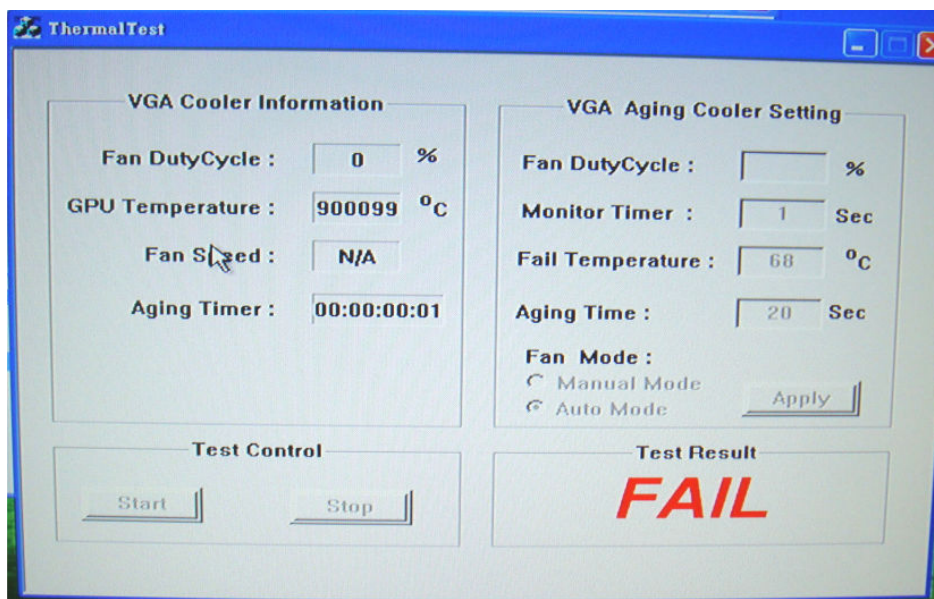 ThermalTest
VGA Cooler Information
Fan DutyCycle : 0 %
GPU Temperature : 900099 °C
Fan Speed : N/A
Aging Timer : 00:00:00:01
VGA Aging Cooler Setting
Fan DutyCycle : %
Monitor Timer : 1 Sec
Fail Temperature : 68 °C
Aging Time : 20 Sec
Fan Mode :
Manual Mode
Auto Mode
Apply
Test Control
Start Stop
Test Result
FAIL